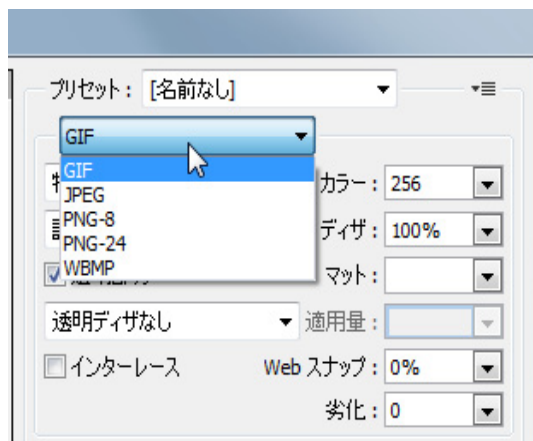 プリセット： [名前なし]
GIF
GIF
JPEG
PNG-8
PNG-24
WBMP
カラー： 256
ディザ： 100%
マット：
透明ディザなし
適用量：
インターレース
Web スナップ： 0%
劣化： 0